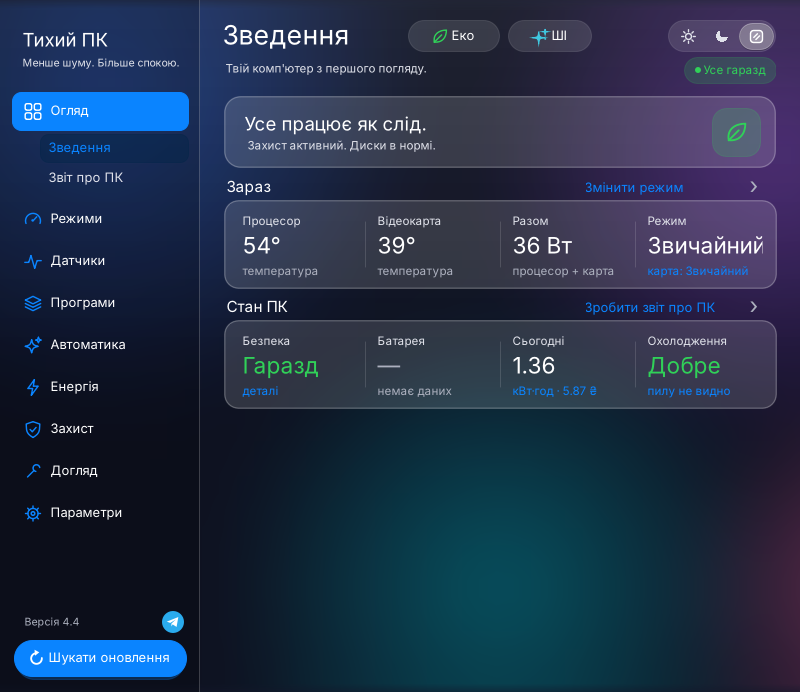 Тихий ПК
Менше шуму. Більше спокою.
Огляд
Зведення
Звіт про ПК
Режими
Датчики
Програми
Автоматика
Енергія
Захист
Догляд
Параметри
Версія 4.4
Шукати оновлення
Зведення
Еко
ШІ
Твій комп'ютер з першого погляду.
Усе гаразд
Усе працює як слід.
Захист активний. Диски в нормі.
Зараз
Змінити режим
Процесор
54°
температура
Відеокарта
39°
температура
Разом
36 Вт
процесор + карта
Режим
Звичайний
карта: Звичайний
Стан ПК
Зробити звіт про ПК
Безпека
Гаразд
деталі
Батарея
—
немає даних
Сьогодні
1.36
кВт·год · 5.87 ₴
Охолодження
Добре
пилу не видно